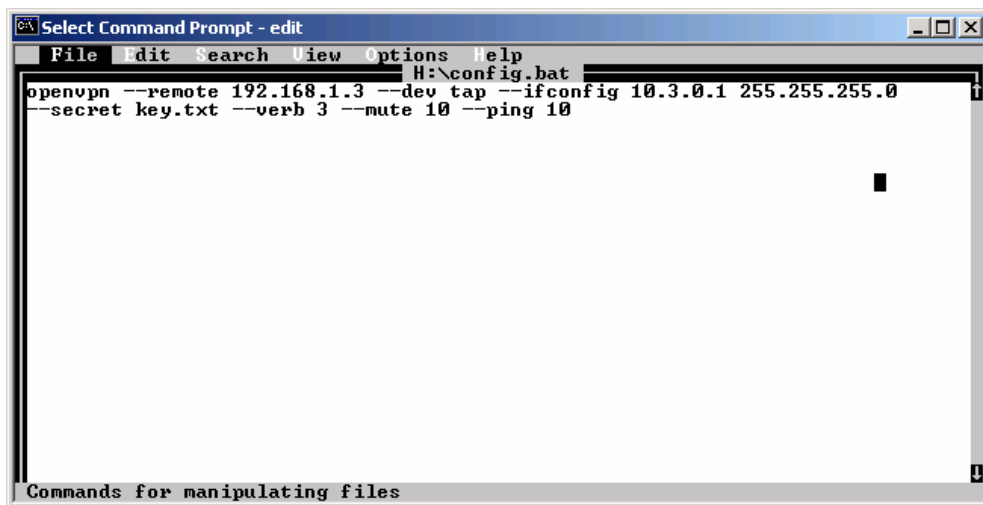 Select Command Prompt - edit
File Edit Search View Options Help
H:\config.bat
openvpn --remote 192.168.1.3 --dev tap --ifconfig 10.3.0.1 255.255.255.0
--secret key.txt --verb 3 --mute 10 --ping 10
Commands for manipulating files